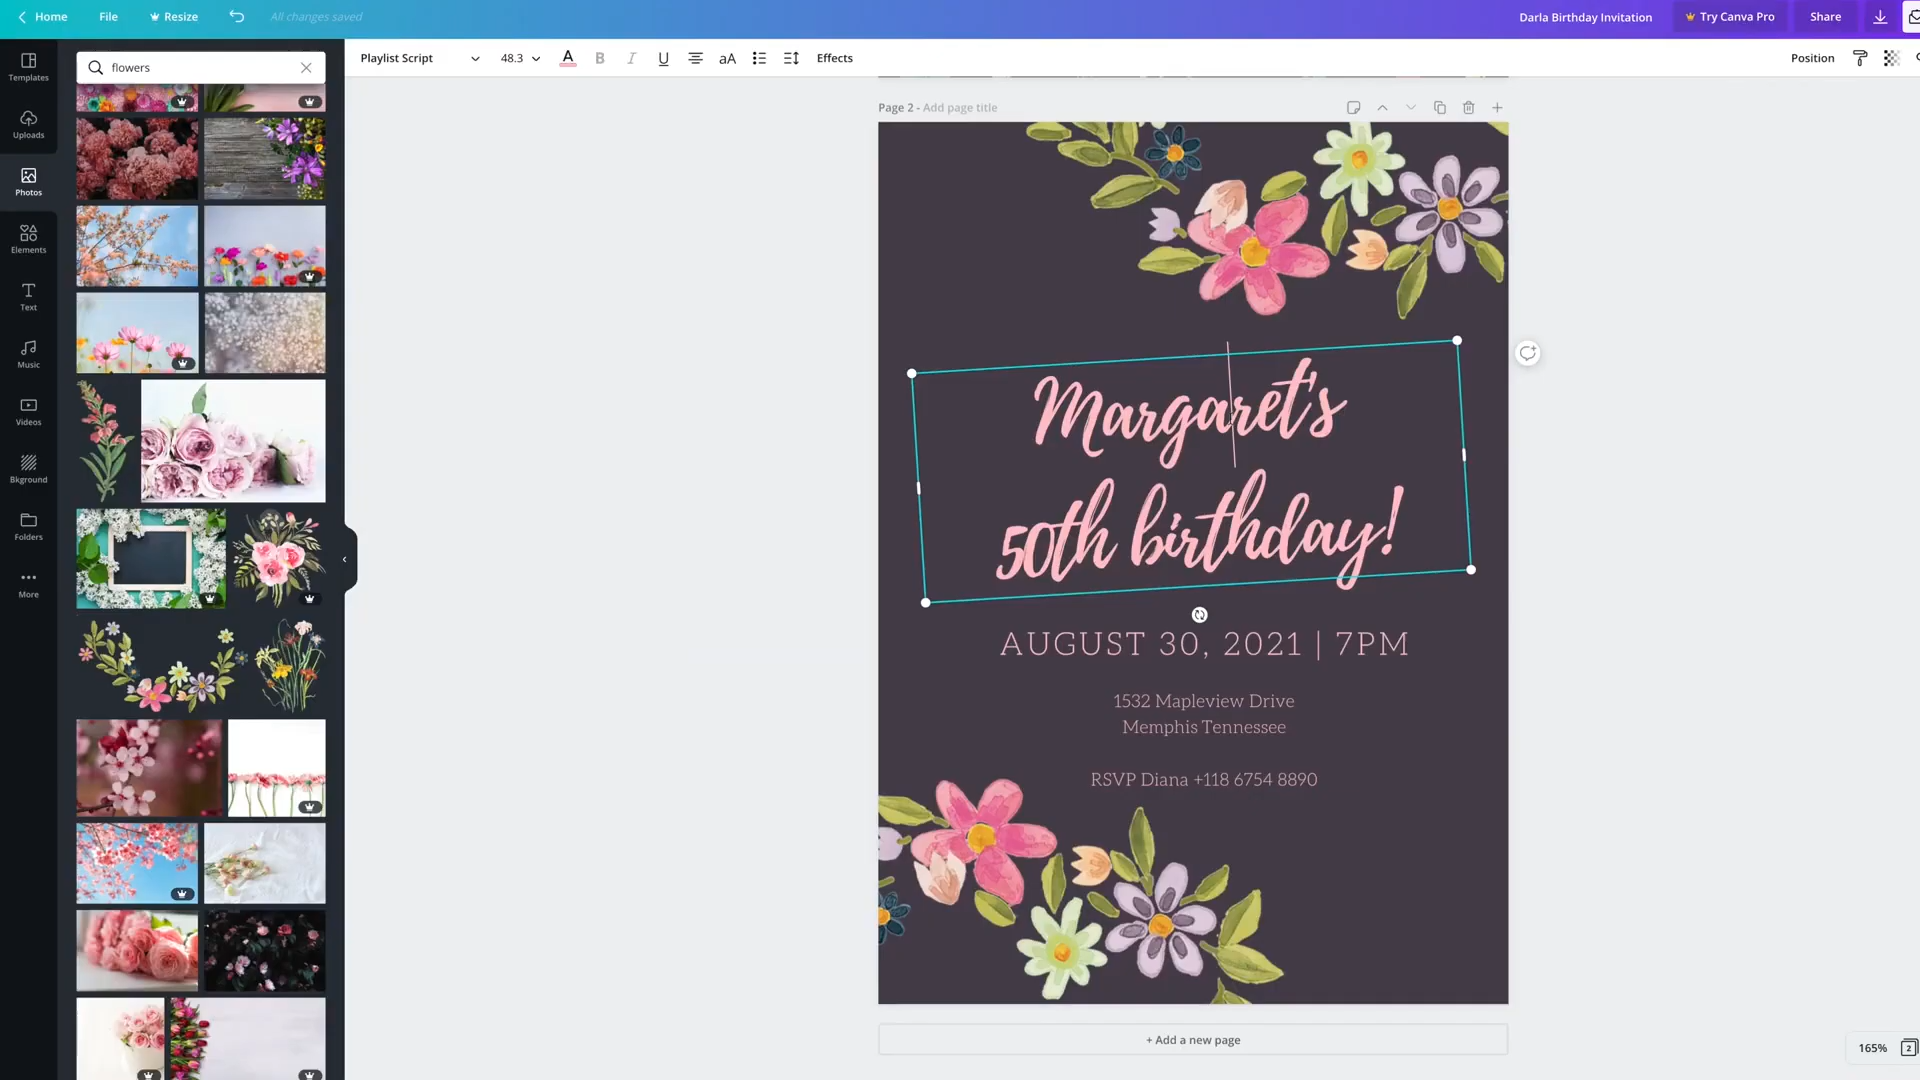 Home File Resize All changes saved Darla Birthday Invitation Try Canva Pro Share
flowers Playlist Script 48.3 A B I U aA Effects Position
Templates
Uploads
Photos
Elements
Text
Music
Videos
Bkground
Folders
More
Page 2 - Add page title
Margaret's
50th birthday!
AUGUST 30, 2021 | 7PM
1532 Mapleview Drive
Memphis Tennessee
RSVP Diana +118 6754 8890
+ Add a new page
165% 2